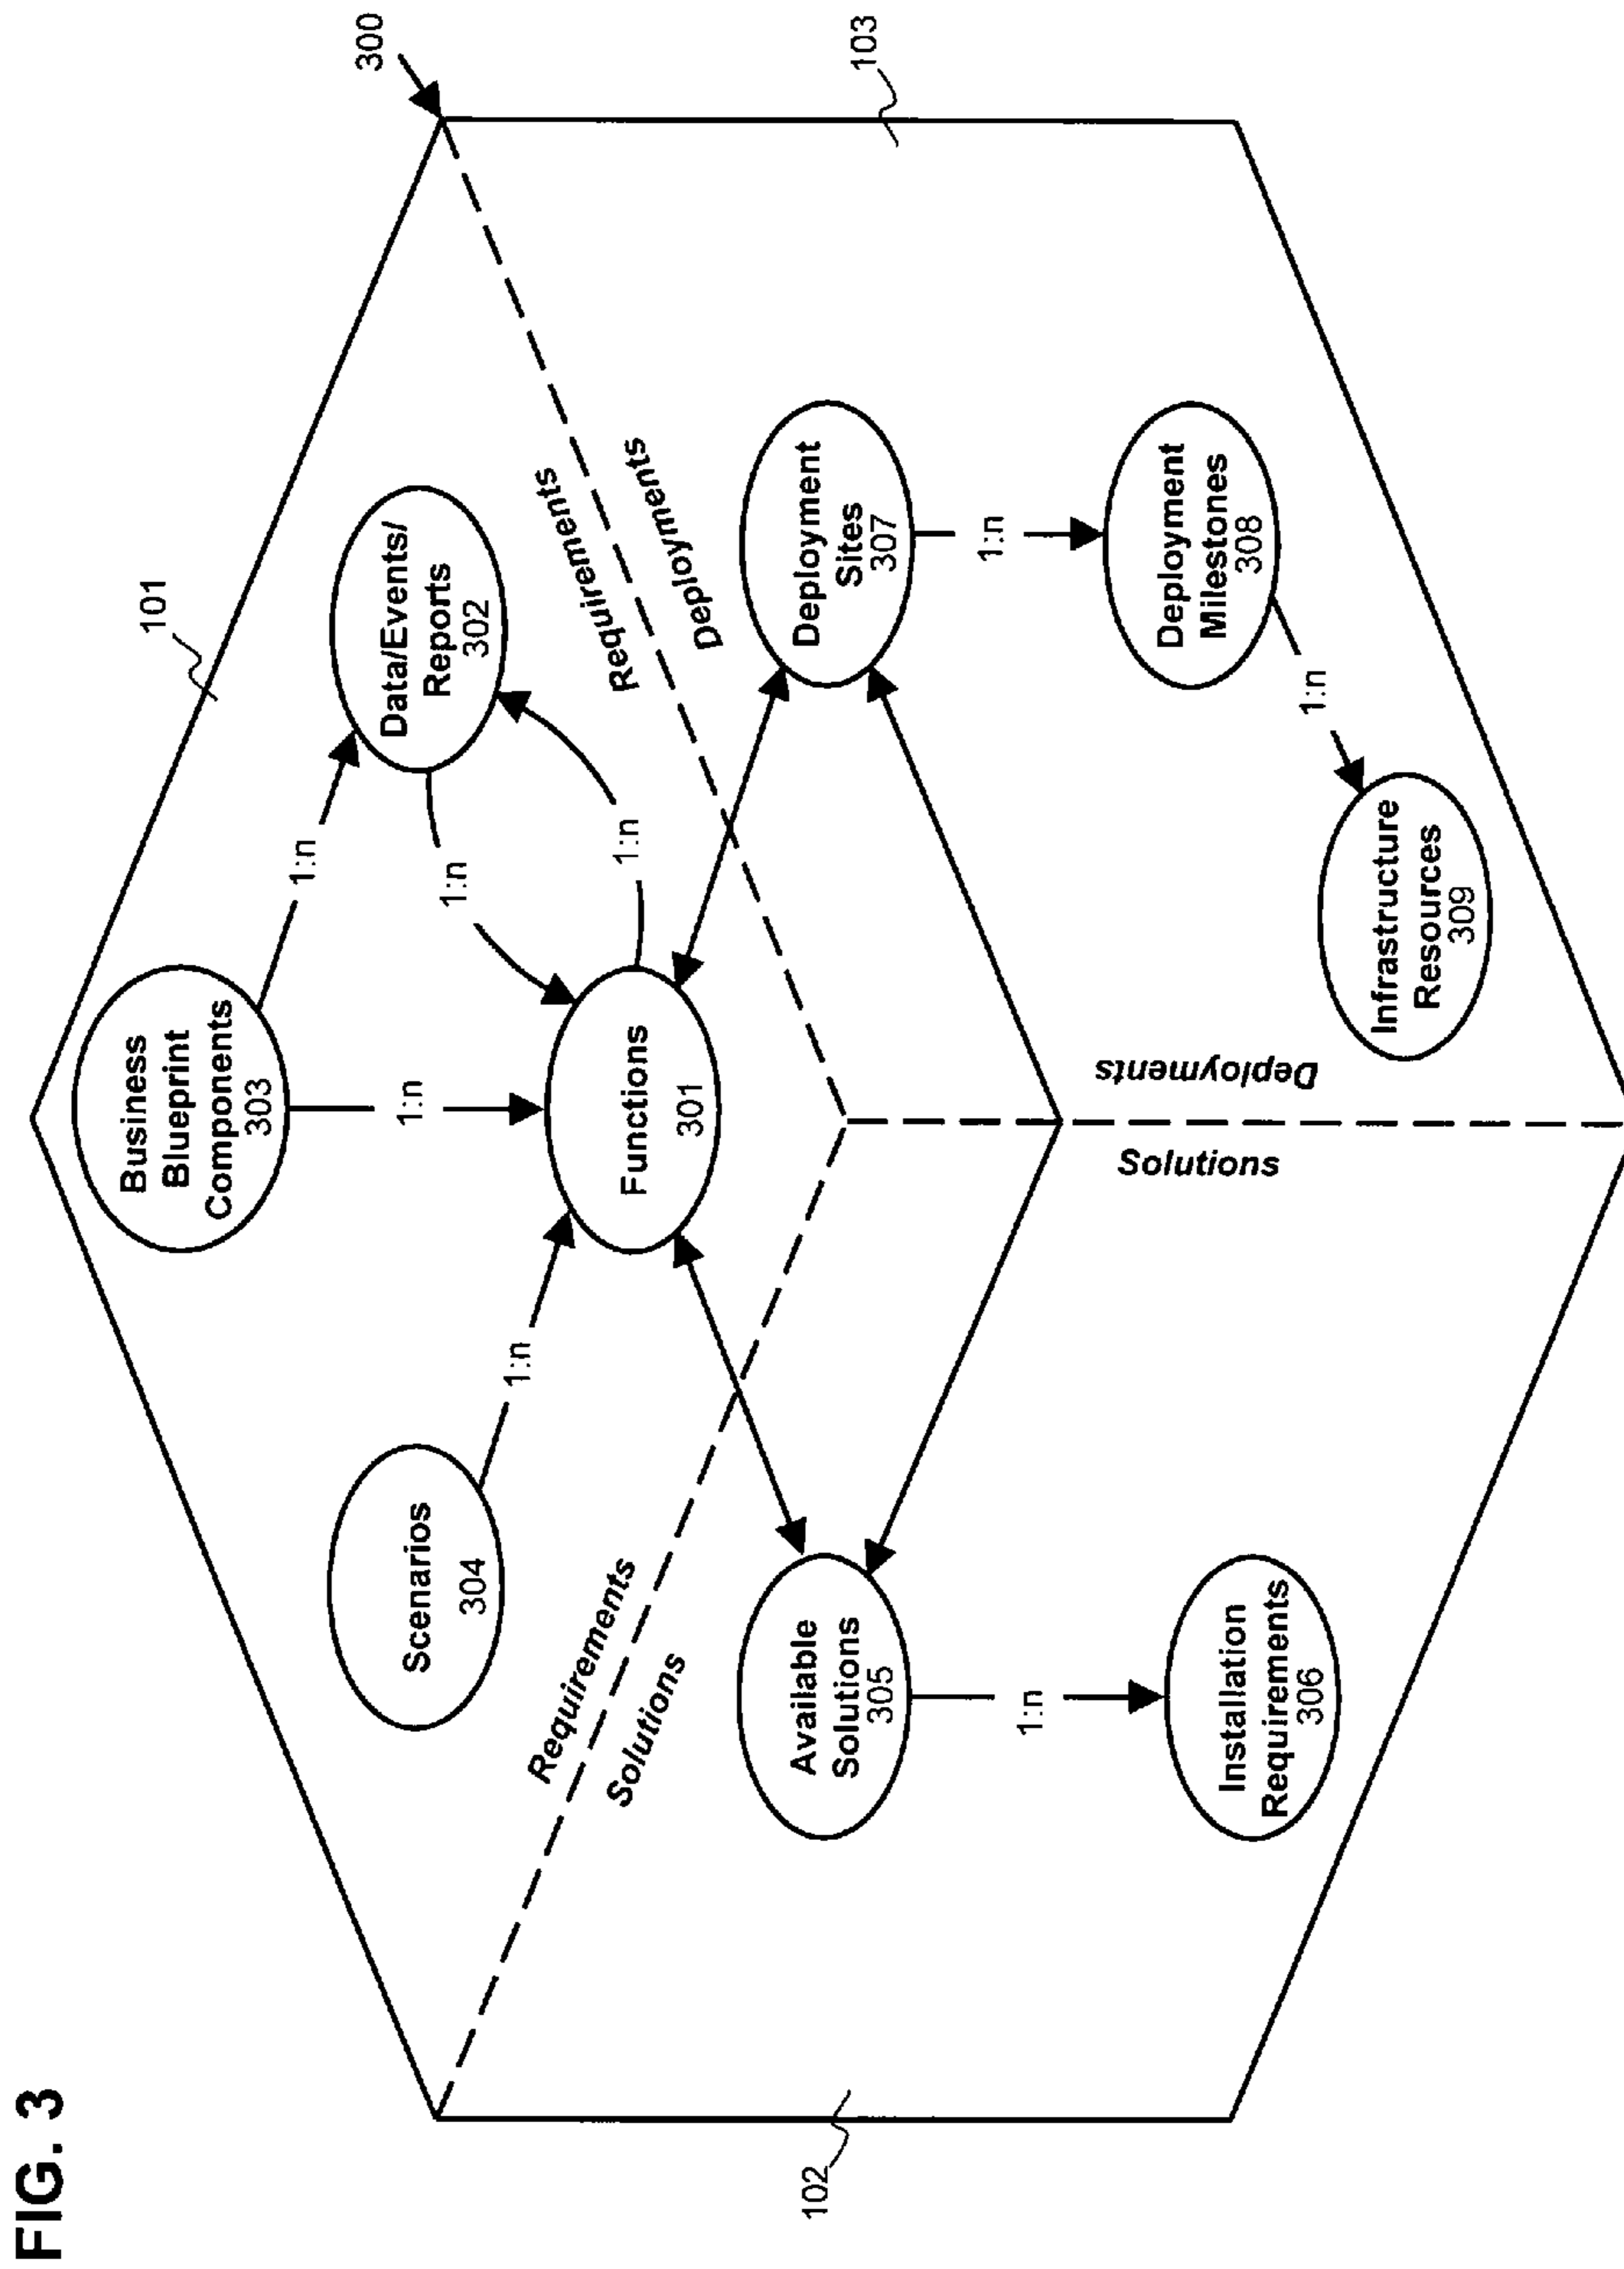 FIG. 3
300
101
Business
Blueprint
Components
303
1:n
1:n
Scenarios
304
1:n
Data/Events/
Reports
302
1:n
1:n
Functions
301
Requirements
Solutions
Requirements
Deployments
102
103
Available
Solutions
305
1:n
Installation
Requirements
306
Deployment
Sites
307
1:n
Deployment
Milestones
308
1:n
Infrastructure
Resources
309
Solutions
Deployments